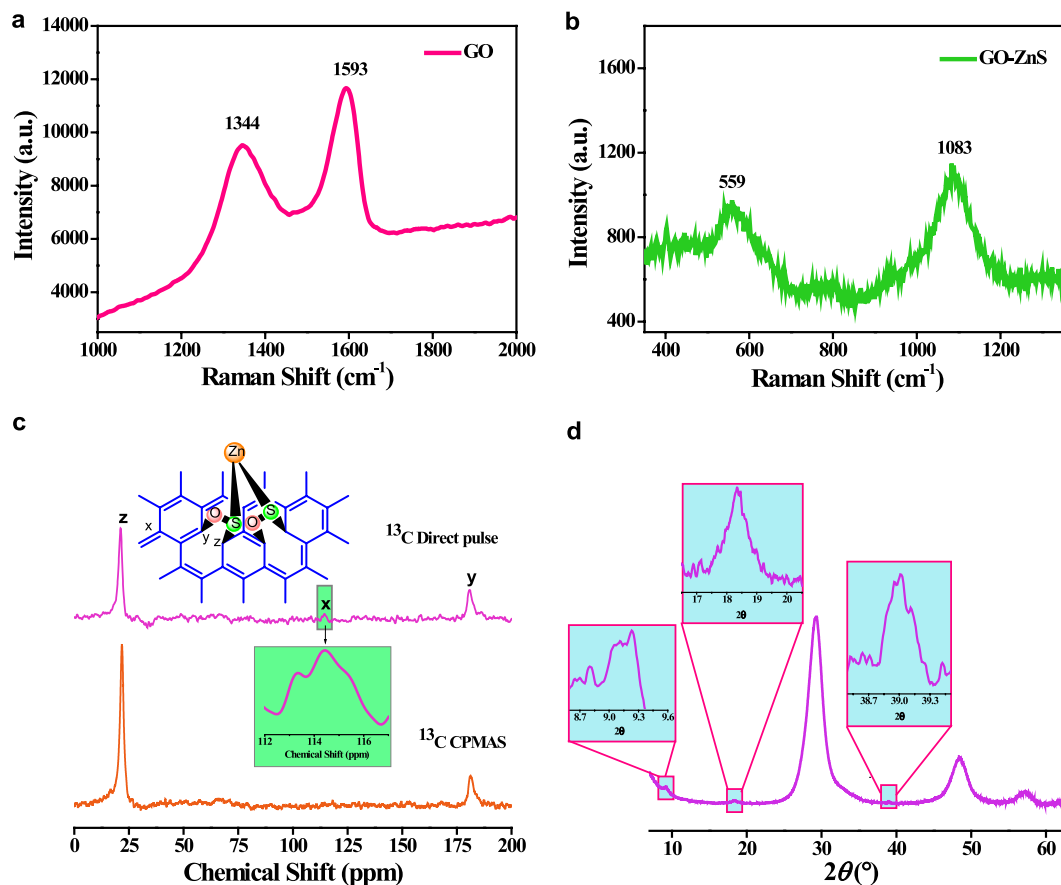 a
GO
1344
1593
14000
12000
10000
8000
6000
4000
Intensity (a.u.)
1000 1200 1400 1600 1800 2000
Raman Shift (cm⁻¹)
b
GO-ZnS
559
1083
1600
1200
800
400
Intensity (a.u.)
400 600 800 1000 1200
Raman Shift (cm⁻¹)
c
Zn
O S O S
x
y z
z
x
y
¹³C Direct pulse
112 114 116
Chemical Shift (ppm)
¹³C CPMAS
0 25 50 75 100 125 150 175 200
Chemical Shift (ppm)
d
8.7 9.0 9.3 9.6
2θ
17 18 19 20
2θ
38.7 39.0 39.3
2θ
10 20 30 40 50 60
2θ(°)